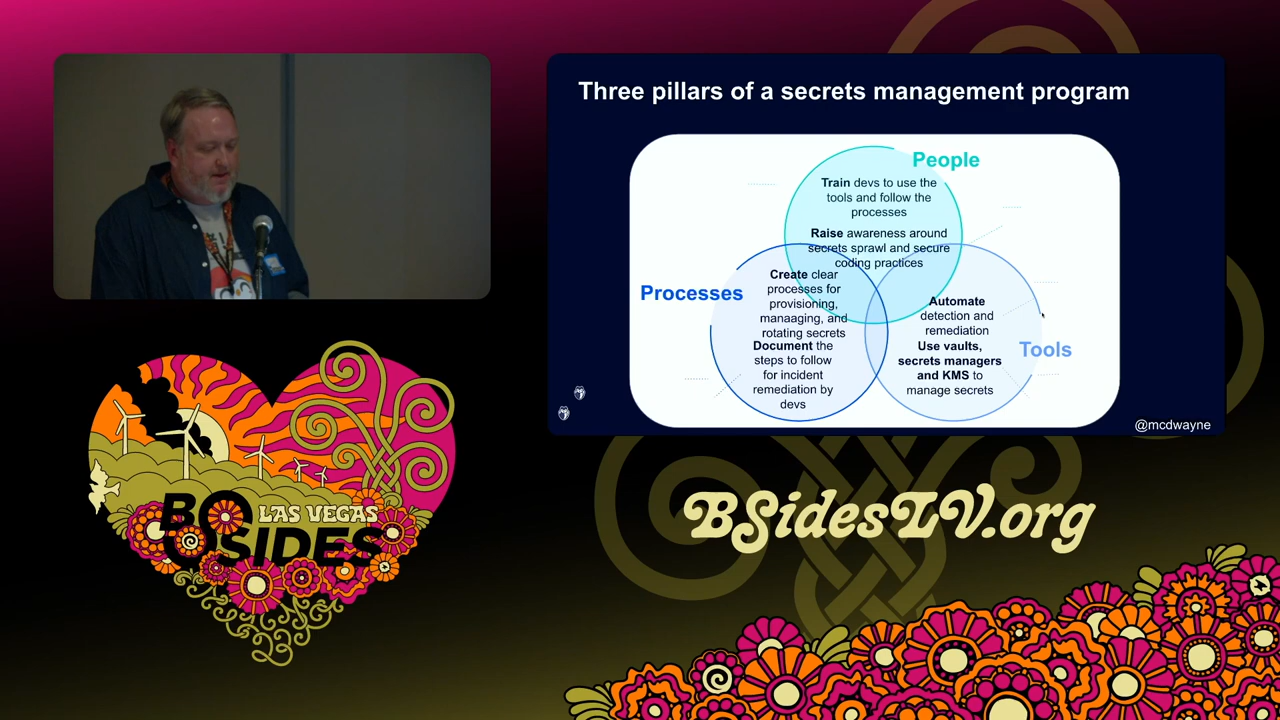 Three pillars of a secrets management program
People
Train devs to use the
tools and follow the
processes
Raise awareness around
secrets sprawl and secure
coding practices
Processes
Create clear
processes for
provisioning,
manaaging, and
rotating secrets
Document the
steps to follow
for incident
remediation by
devs
Automate
detection and
remediation
Use vaults,
secrets managers
and KMS to
manage secrets
Tools
@mcdwayne
LAS VEGAS
BSIDES
BSidesLV.org